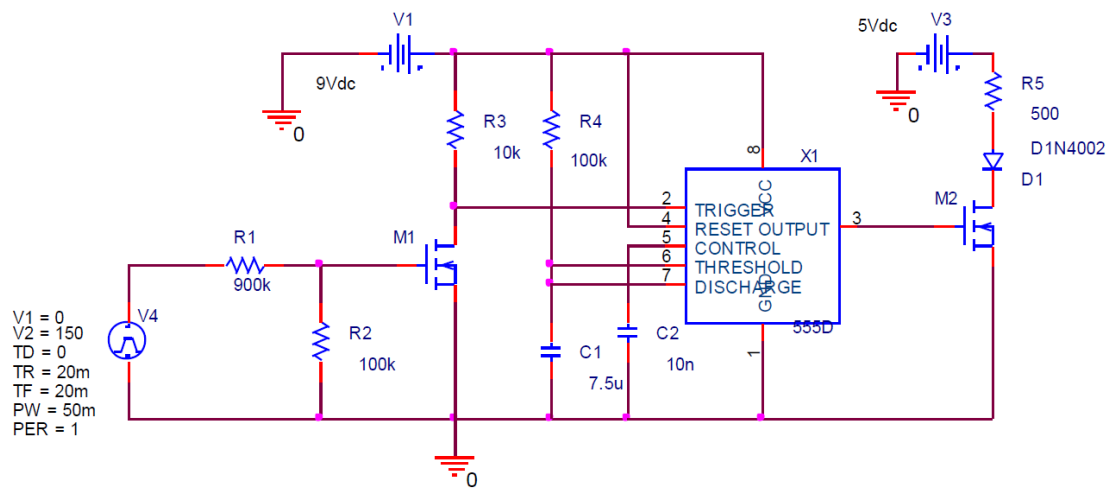 V1
9Vdc
0
5Vdc
V3
0
R5
500
D1N4002
D1
R3
10k
R4
100k
8
X1
VCC
2
TRIGGER
4
RESET OUTPUT
3
5
CONTROL
6
THRESHOLD
7
DISCHARGE
GND
1
555D
M2
R1
900k
M1
V4
V1 = 0
V2 = 150
TD = 0
TR = 20m
TF = 20m
PW = 50m
PER = 1
R2
100k
C1
7.5u
C2
10n
0